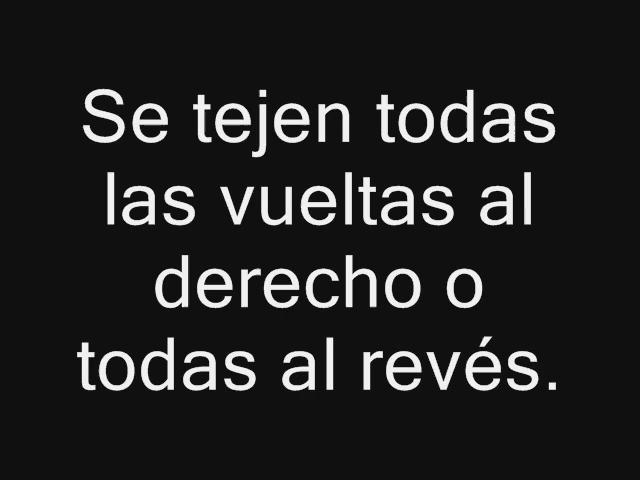 Se tejen todas
las vueltas al
derecho o
todas al revés.